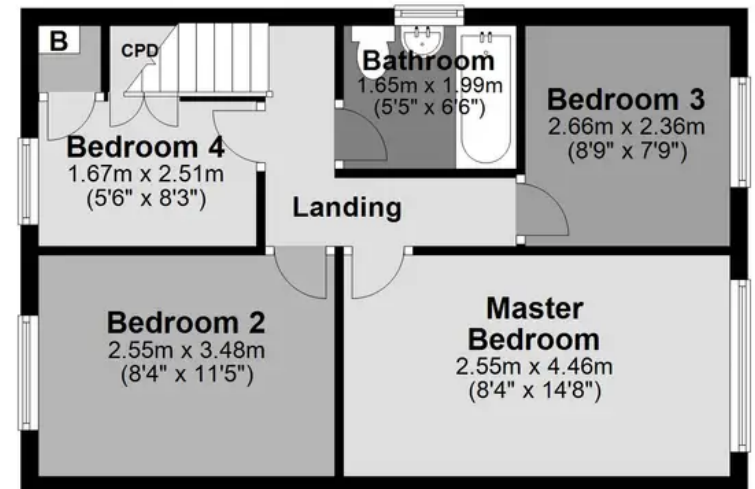 B
CPD
Bathroom
1.65m x 1.99m
(5'5" x 6'6")
Bedroom 3
2.66m x 2.36m
(8'9" x 7'9")
Bedroom 4
1.67m x 2.51m
(5'6" x 8'3")
Landing
Bedroom 2
2.55m x 3.48m
(8'4" x 11'5")
Master
Bedroom
2.55m x 4.46m
(8'4" x 14'8")